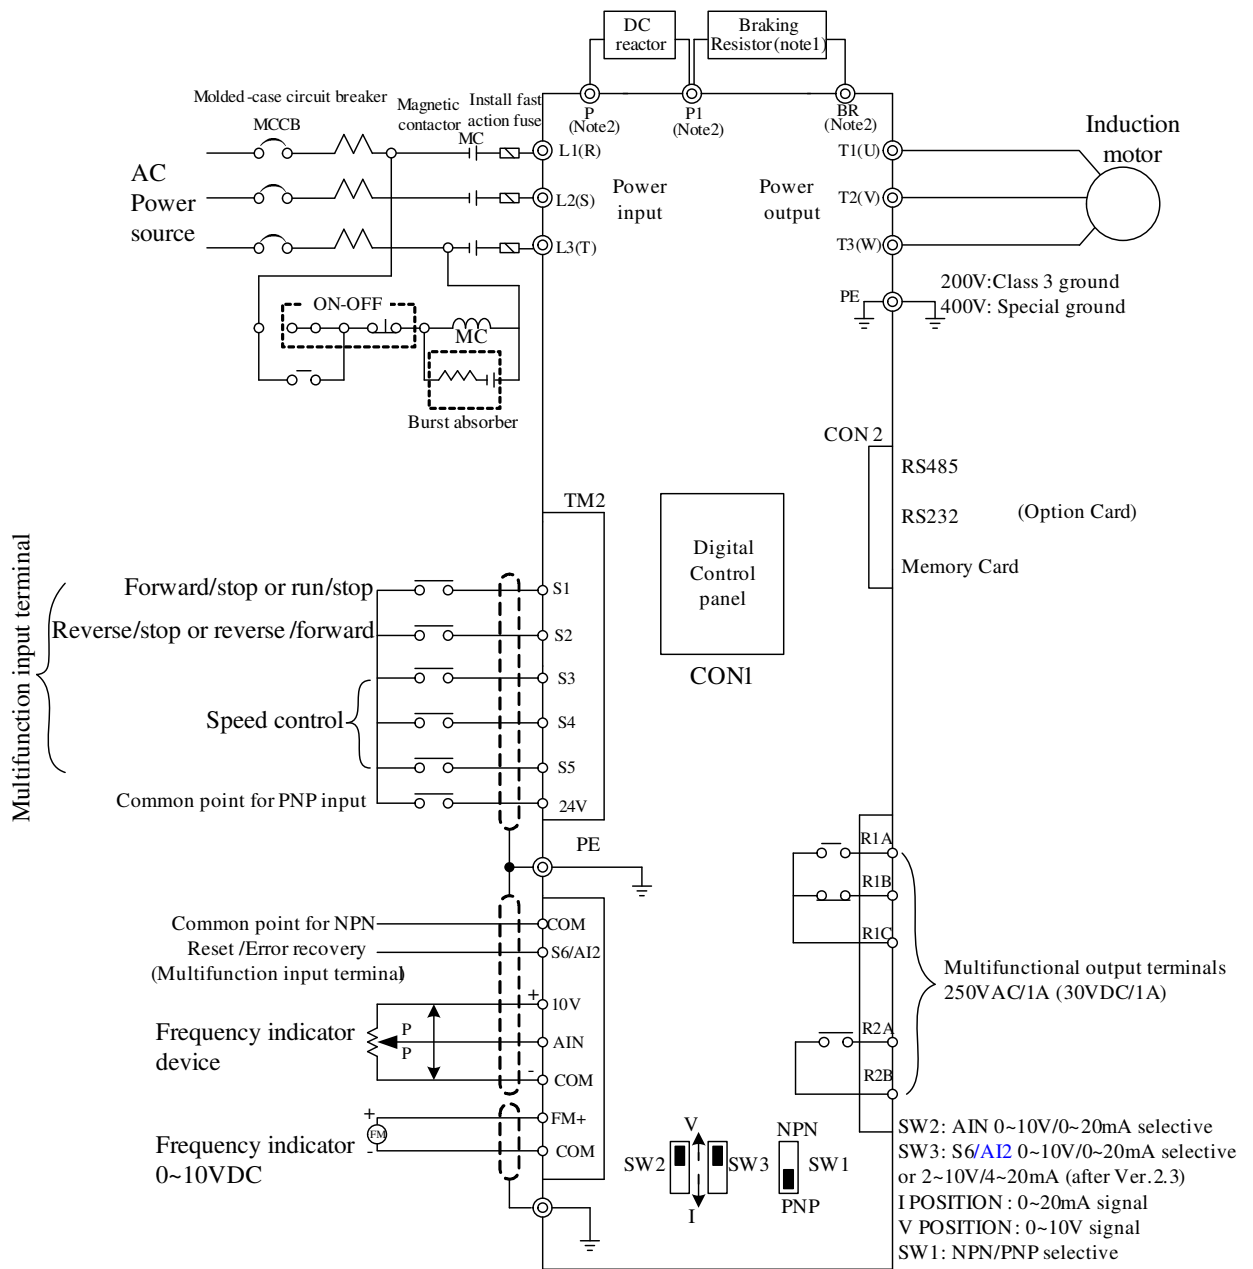 DC
reactor
Braking
Resistor(note1)
Molded-case circuit breaker
MCCB
Magnetic
contactor
MC
Install fast
action fuse
P
(Note2)
P1
(Note2)
BR
(Note2)
Induction
motor
AC
Power
source
L1(R)
L2(S)
L3(T)
Power
input
Power
output
T1(U)
T2(V)
T3(W)
PE
200V:Class 3 ground
400V: Special ground
ON-OFF
MC
Burst absorber
CON 2
RS485
RS232
(Option Card)
Memory Card
TM2
Digital
Control
panel
CON1
Multifunction input terminal
Forward/stop or run/stop
S1
Reverse/stop or reverse /forward
S2
S3
Speed control
S4
S5
Common point for PNP input
24V
PE
Common point for NPN
COM
Reset /Error recovery
(Multifunction input terminal)
S6/AI2
+
10V
Frequency indicator
device
P
P
AIN
-
COM
+
FM
-
FM+
Frequency indicator
0~10VDC
COM
R1A
R1B
R1C
Multifunctional output terminals
250VAC/1A (30VDC/1A)
R2A
R2B
V
SW2
SW3
I
NPN
SW1
PNP
SW2: AIN 0~10V/0~20mA selective
SW3: S6/AI2 0~10V/0~20mA selective
or 2~10V/4~20mA (after Ver.2.3)
I POSITION : 0~20mA signal
V POSITION : 0~10V signal
SW1: NPN/PNP selective